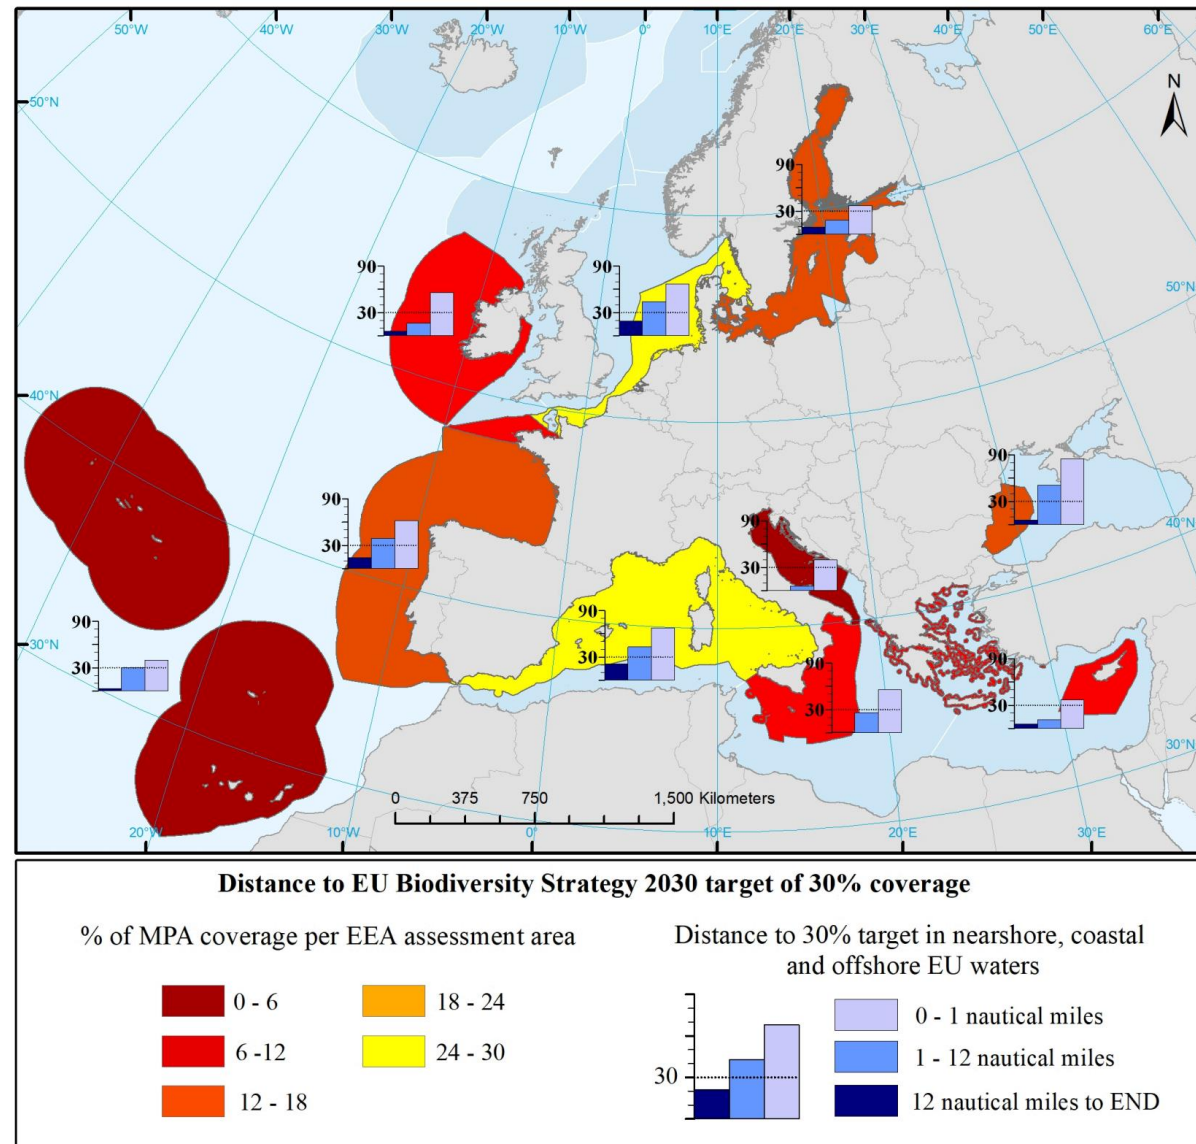 50°W 40°W 30°W 20°W 10°W 0° 10°E 20°E 30°E 40°E 50°E 60°E
N
50°N
90
30
90
30
90
30
50°N
40°N
90
30
90
30
90
30
40°N
90
30
30°N
90
30
90
30
90
30
30°N
0 375 750 1,500 Kilometers
20°W 10°W 0° 10°E 20°E 30°E
Distance to EU Biodiversity Strategy 2030 target of 30% coverage
% of MPA coverage per EEA assessment area
0 - 6
6 -12
12 - 18
18 - 24
24 - 30
Distance to 30% target in nearshore, coastal
and offshore EU waters
30
0 - 1 nautical miles
1 - 12 nautical miles
12 nautical miles to END